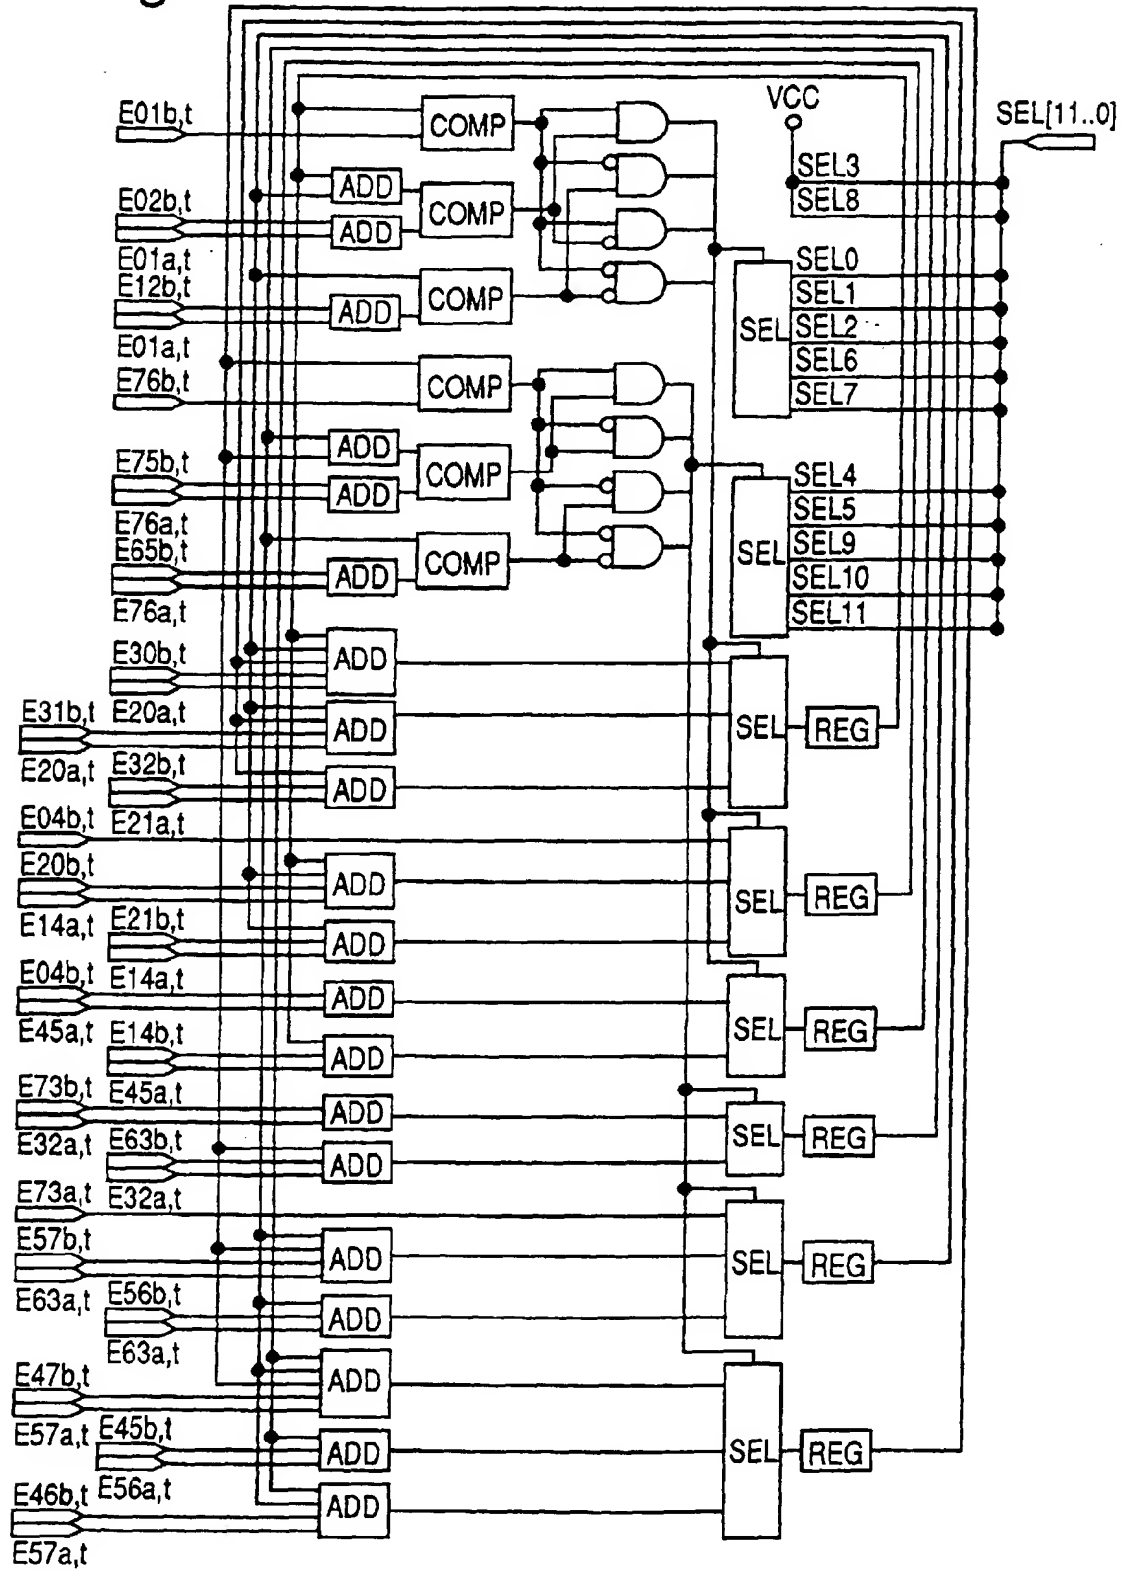 g
VCC
SEL[11..0]
E01b,t
COMP
SEL3
ADD
SEL8
E02b,t
COMP
ADD
E01a,t
SEL0
E12b,t
COMP
SEL1
ADD
SEL
SEL2
E01a,t
SEL6
E76b,t
COMP
SEL7
ADD
E75b,t
COMP
SEL4
ADD
E76a,t
SEL5
E65b,t
COMP
SEL
SEL9
ADD
SEL10
E76a,t
SEL11
E30b,t
ADD
E31b,t
E20a,t
ADD
SEL
REG
E20a,t
E32b,t
ADD
E04b,t
E21a,t
E20b,t
ADD
SEL
REG
E14a,t
E21b,t
ADD
E04b,t
E14a,t
ADD
E45a,t
E14b,t
SEL
REG
ADD
E73b,t
E45a,t
ADD
E32a,t
E63b,t
SEL
REG
ADD
E73a,t
E32a,t
E57b,t
ADD
SEL
REG
E63a,t
E56b,t
ADD
E63a,t
E47b,t
ADD
E57a,t
E45b,t
ADD
SEL
REG
E46b,t
E56a,t
ADD
E57a,t